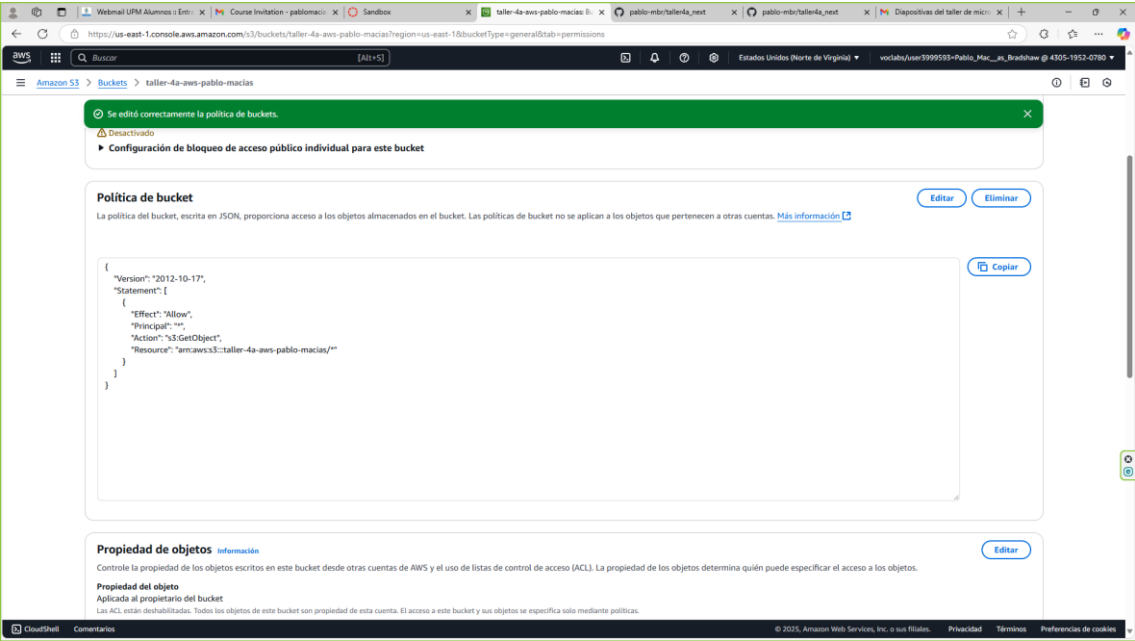 Webmail UPM Alumnos :: Entra
Course Invitation - pablomacia
Sandbox
taller-4a-aws-pablo-macias: Bu
pablo-mbr/taller4a_next
pablo-mbr/taller4a_next
Diapositivas del taller de micro
https://us-east-1.console.aws.amazon.com/s3/buckets/taller-4a-aws-pablo-macias?region=us-east-1&bucketType=general&tab=permissions
aws
Buscar
[Alt+S]
Estados Unidos (Norte de Virginia)
voclabs/user3999593=Pablo_Mac__as_Bradshaw @ 4305-1952-0780
Amazon S3 > Buckets > taller-4a-aws-pablo-macias
Se editó correctamente la política de buckets.
Desactivado
Configuración de bloqueo de acceso público individual para este bucket
Política de bucket
Editar
Eliminar
La política del bucket, escrita en JSON, proporciona acceso a los objetos almacenados en el bucket. Las políticas de bucket no se aplican a los objetos que pertenecen a otras cuentas. Más información
Copiar
{
"Version": "2012-10-17",
"Statement": [
{
"Effect": "Allow",
"Principal": "*",
"Action": "s3:GetObject",
"Resource": "arn:aws:s3:::taller-4a-aws-pablo-macias/*"
}
]
}
Propiedad de objetos Información
Editar
Controle la propiedad de los objetos escritos en este bucket desde otras cuentas de AWS y el uso de listas de control de acceso (ACL). La propiedad de los objetos determina quién puede especificar el acceso a los objetos.
Propiedad del objeto
Aplicada al propietario del bucket
Las ACL están deshabilitadas. Todos los objetos de este bucket son propiedad de esta cuenta. El acceso a este bucket y sus objetos se especifica solo mediante políticas.
CloudShell
Comentarios
© 2025, Amazon Web Services, Inc. o sus filiales.
Privacidad
Términos
Preferencias de cookies